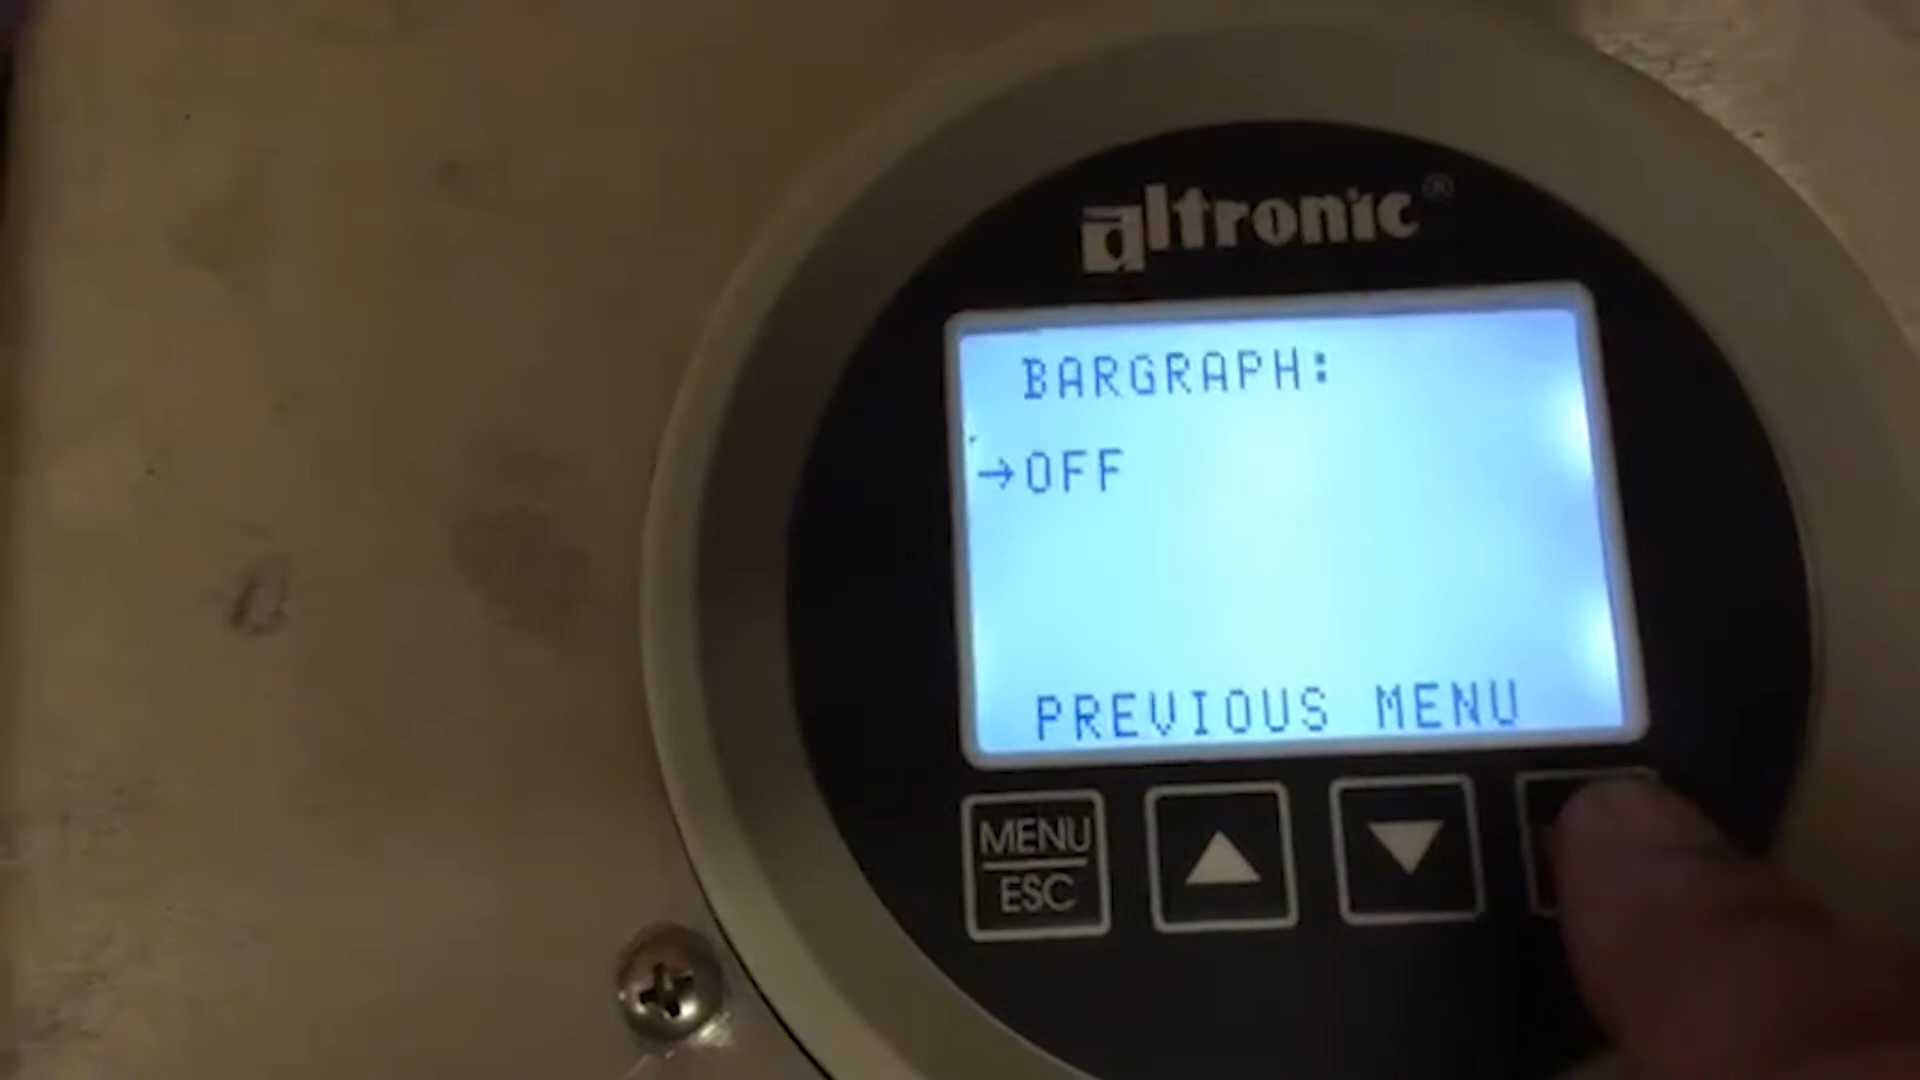 altronic®
BARGRAPH:
→OFF
PREVIOUS MENU
MENU
ESC